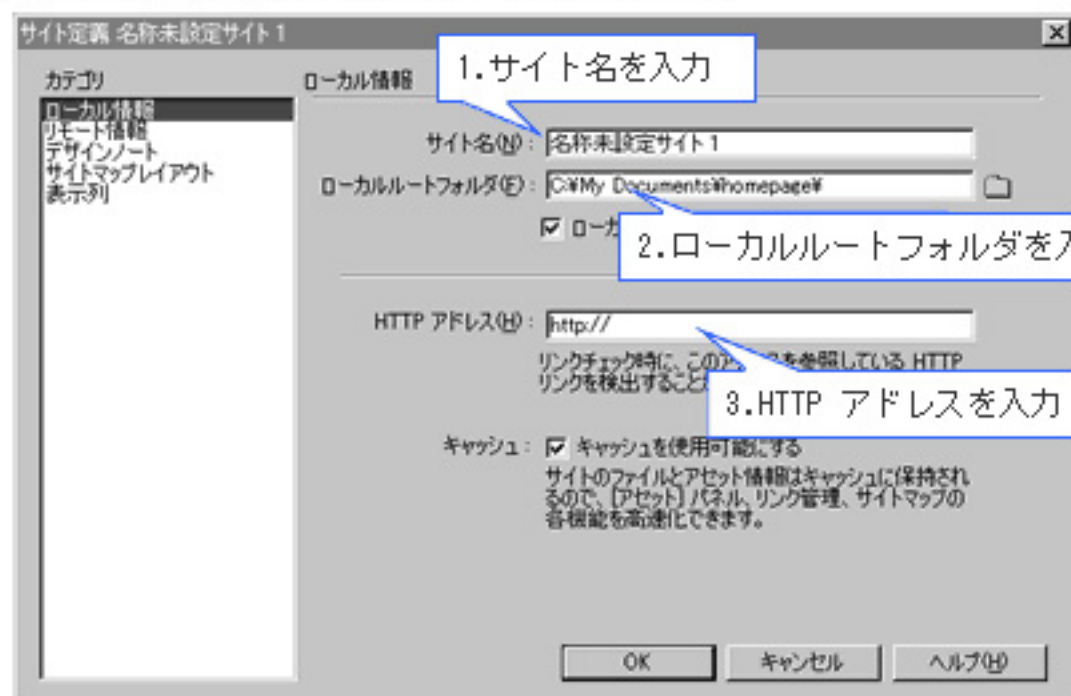 サイト定義 名称未設定サイト 1
1.サイト名を入力
カテゴリ
ローカル情報
リモート情報
デザインノート
サイトマップレイアウト
表示列
ローカル情報
サイト名(N): 名称未設定サイト 1
ローカルルートフォルダ(F): C:¥My Documents¥homepage¥
ロー
2.ローカルルートフォルダを
HTTP アドレス(H): http://
リンクチェック時に、このア を参照している HTTP
リンクを検出すること
3.HTTP アドレスを入力
キャッシュ: キャッシュを使用可能にする
サイトのファイルとアセット情報はキャッシュに保持され
るので、[アセット] パネル、リンク管理、サイトマップの
各機能を高速化できます。
OK キャンセル ヘルプ(H)